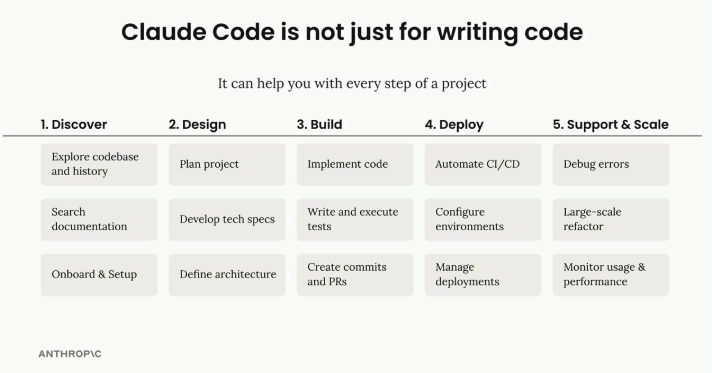 Claude Code is not just for writing code
It can help you with every step of a project
1. Discover
2. Design
3. Build
4. Deploy
5. Support & Scale
Explore codebase
and history
Plan project
Implement code
Automate CI/CD
Debug errors
Search
documentation
Develop tech specs
Write and execute
tests
Configure
environments
Large-scale
refactor
Onboard & Setup
Define architecture
Create commits
and PRs
Manage
deployments
Monitor usage &
performance
ANTHROP\C